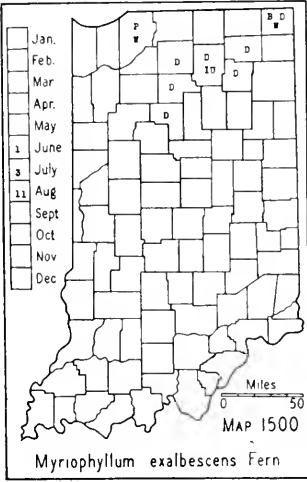 Jan.
Feb.
Mar
Apr.
May
1 June
3 July
11 Aug
Sept
Oct
Nov
Dec
P
W
B D
W
D
D
D
IU
D
D
Miles
0 50
MAP 1500
Myriophyllum exalbescens Fern